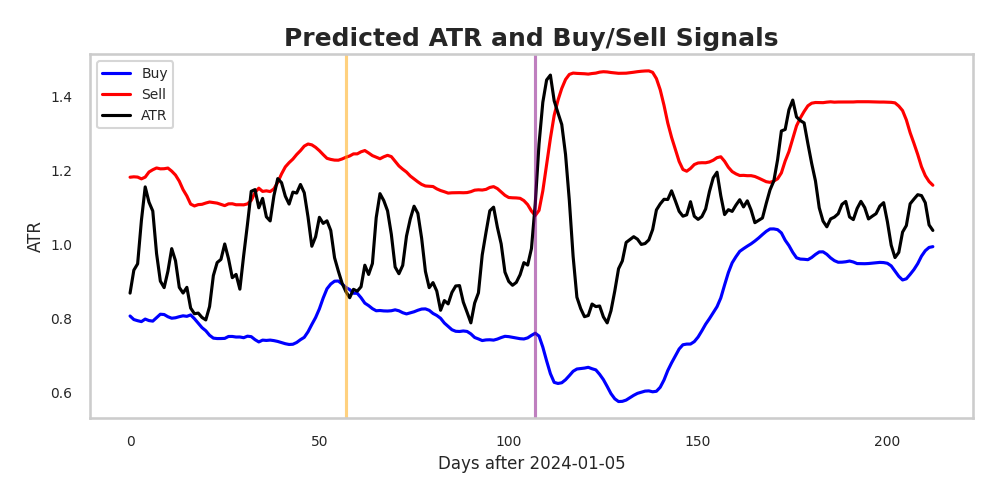 Predicted ATR and Buy/Sell Signals
Buy
Sell
ATR
ATR
1.4
1.2
1.0
0.8
0.6
0
50
100
150
200
Days after 2024-01-05